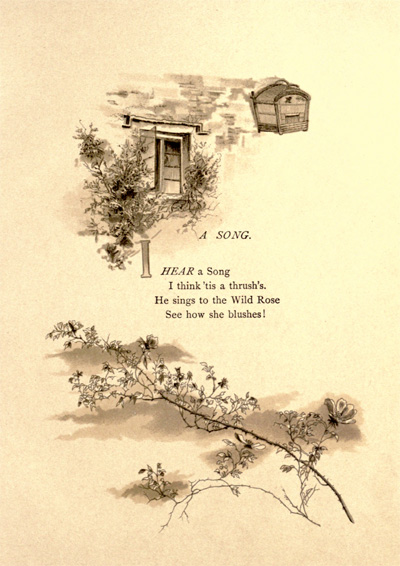 A SONG.
I HEAR a Song
I think 'tis a thrush's.
He sings to the Wild Rose
See how she blushes!